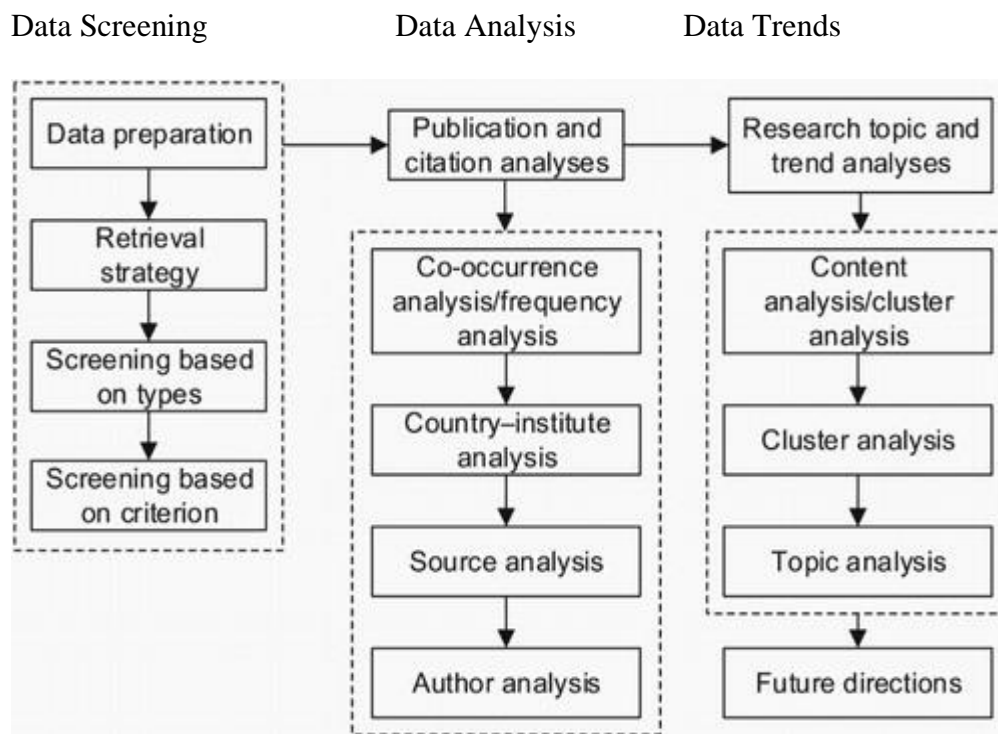 Data Screening
Data Analysis
Data Trends
Data preparation
Retrieval
strategy
Screening based
on types
Screening based
on criterion
Publication and
citation analyses
Co-occurrence
analysis/frequency
analysis
Country–institute
analysis
Source analysis
Author analysis
Research topic and
trend analyses
Content
analysis/cluster
analysis
Cluster analysis
Topic analysis
Future directions